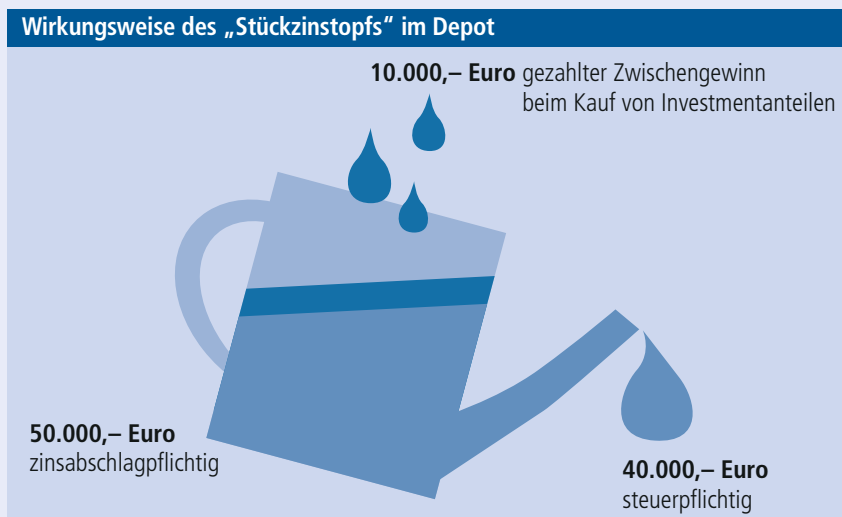 Wirkungsweise des „Stückzinstopfs“ im Depot
10.000,– Euro gezahlter Zwischengewinn
beim Kauf von Investmentanteilen
50.000,– Euro
zinsabschlagpflichtig
40.000,– Euro
steuerpflichtig